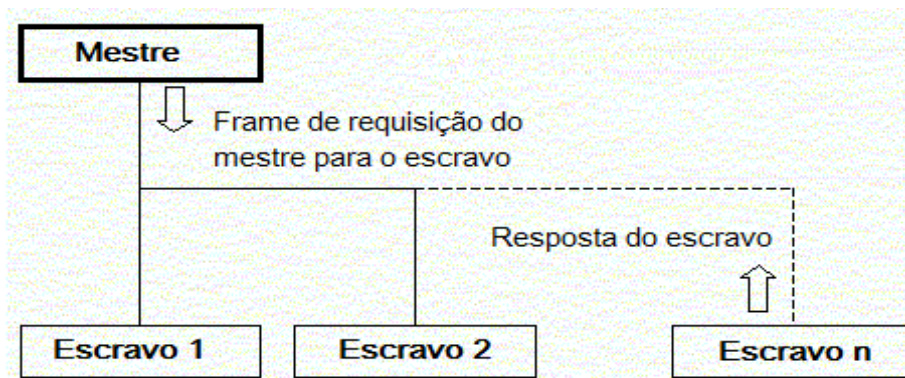 Mestre
Frame de requisição do
mestre para o escravo
Resposta do escravo
Escravo 1
Escravo 2
Escravo n